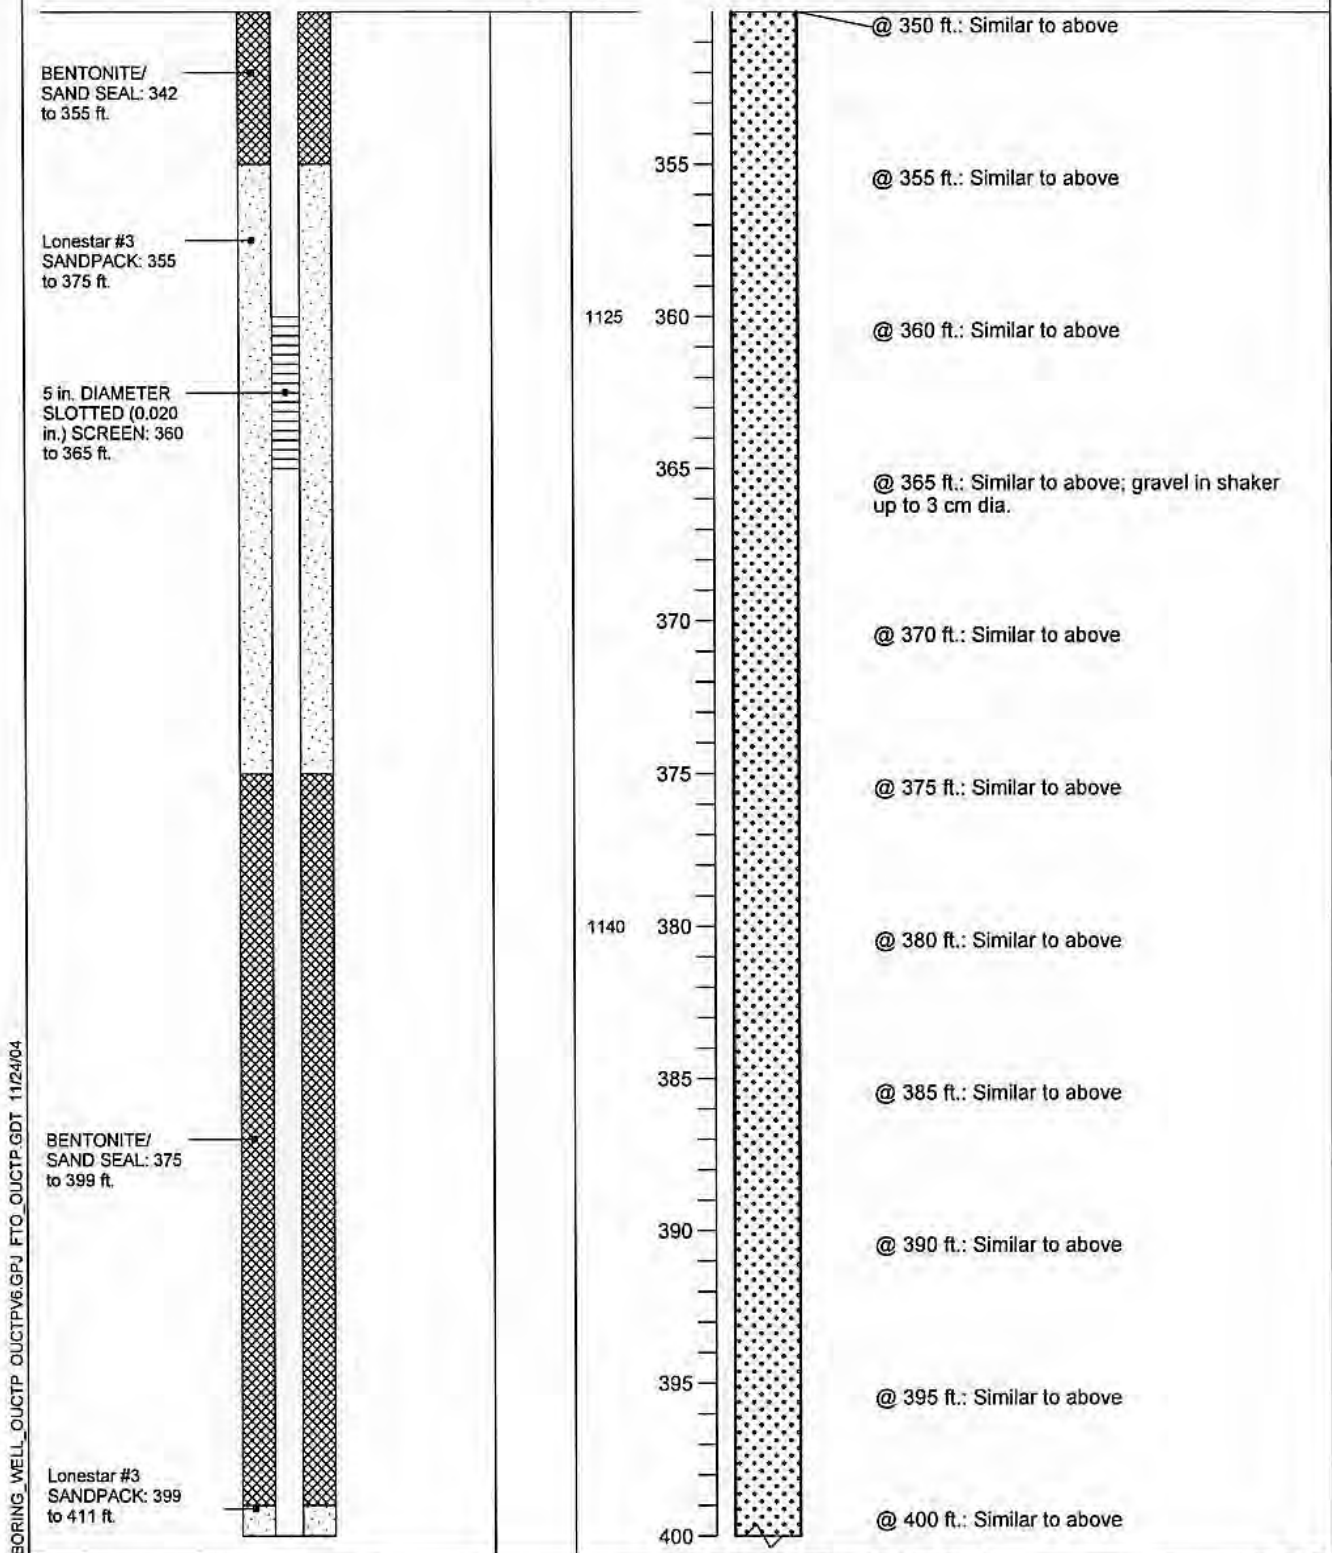 @ 350 ft.: Similar to above
BENTONITE/
SAND SEAL: 342
to 355 ft.
355
@ 355 ft.: Similar to above
Lonestar #3
SANDPACK: 355
to 375 ft.
1125
360
@ 360 ft.: Similar to above
5 in. DIAMETER
SLOTTED (0.020
in.) SCREEN: 360
to 365 ft.
365
@ 365 ft.: Similar to above; gravel in shaker
up to 3 cm dia.
370
@ 370 ft.: Similar to above
375
@ 375 ft.: Similar to above
1140
380
@ 380 ft.: Similar to above
385
@ 385 ft.: Similar to above
BENTONITE/
SAND SEAL: 375
to 399 ft.
390
@ 390 ft.: Similar to above
395
@ 395 ft.: Similar to above
Lonestar #3
SANDPACK: 399
to 411 ft.
400
@ 400 ft.: Similar to above
BORING_WELL_OUCTP OUCTPV6.GPJ FTO_OUCTP.GDT 11/24/04